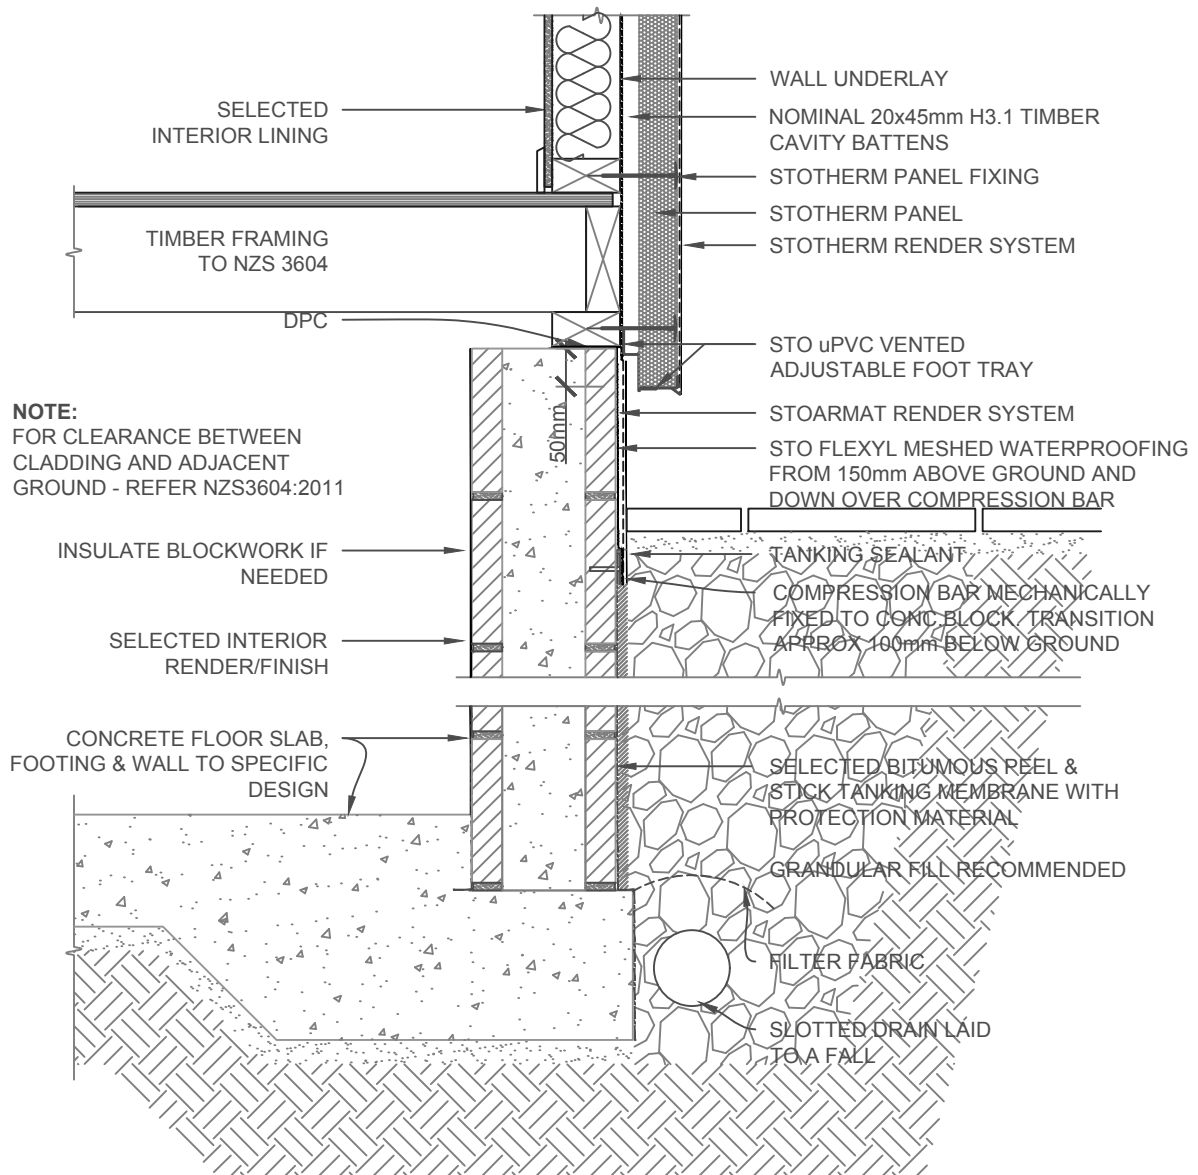 SELECTED
INTERIOR LINING
TIMBER FRAMING
TO NZS 3604
DPC
NOTE:
FOR CLEARANCE BETWEEN
CLADDING AND ADJACENT
GROUND - REFER NZS3604:2011
INSULATE BLOCKWORK IF
NEEDED
SELECTED INTERIOR
RENDER/FINISH
CONCRETE FLOOR SLAB,
FOOTING & WALL TO SPECIFIC
DESIGN
50mm
WALL UNDERLAY
NOMINAL 20x45mm H3.1 TIMBER
CAVITY BATTENS
STOTHERM PANEL FIXING
STOTHERM PANEL
STOTHERM RENDER SYSTEM
STO uPVC VENTED
ADJUSTABLE FOOT TRAY
STOARMAT RENDER SYSTEM
STO FLEXYL MESHED WATERPROOFING
FROM 150mm ABOVE GROUND AND
DOWN OVER COMPRESSION BAR
TANKING SEALANT
COMPRESSION BAR MECHANICALLY
FIXED TO CONC.BLOCK. TRANSITION
APPROX 100mm BELOW GROUND
SELECTED BITUMOUS PEEL &
STICK TANKING MEMBRANE WITH
PROTECTION MATERIAL
GRANDULAR FILL RECOMMENDED
FILTER FABRIC
SLOTTED DRAIN LAID
TO A FALL